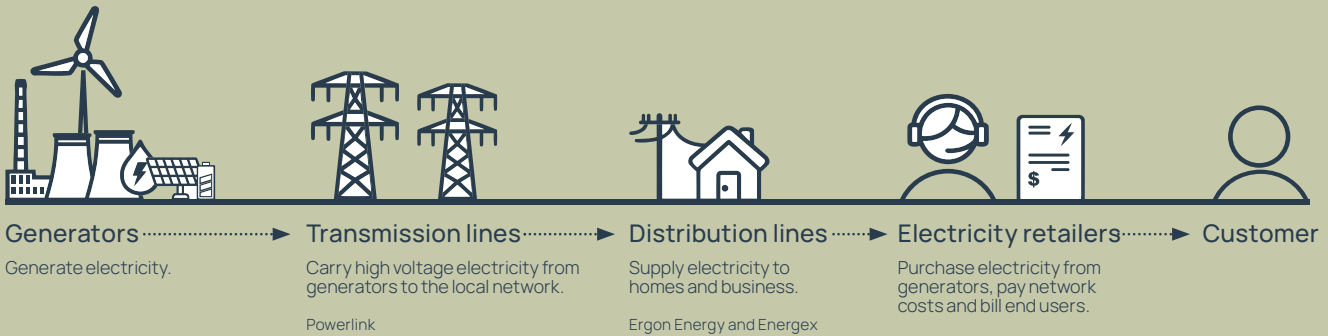 $
Generators
Transmission lines
Distribution lines
Electricity retailers
Customer
Generate electricity.
Carry high voltage electricity from
generators to the local network.
Powerlink
Supply electricity to
homes and business.
Ergon Energy and Energex
Purchase electricity from
generators, pay network
costs and bill end users.